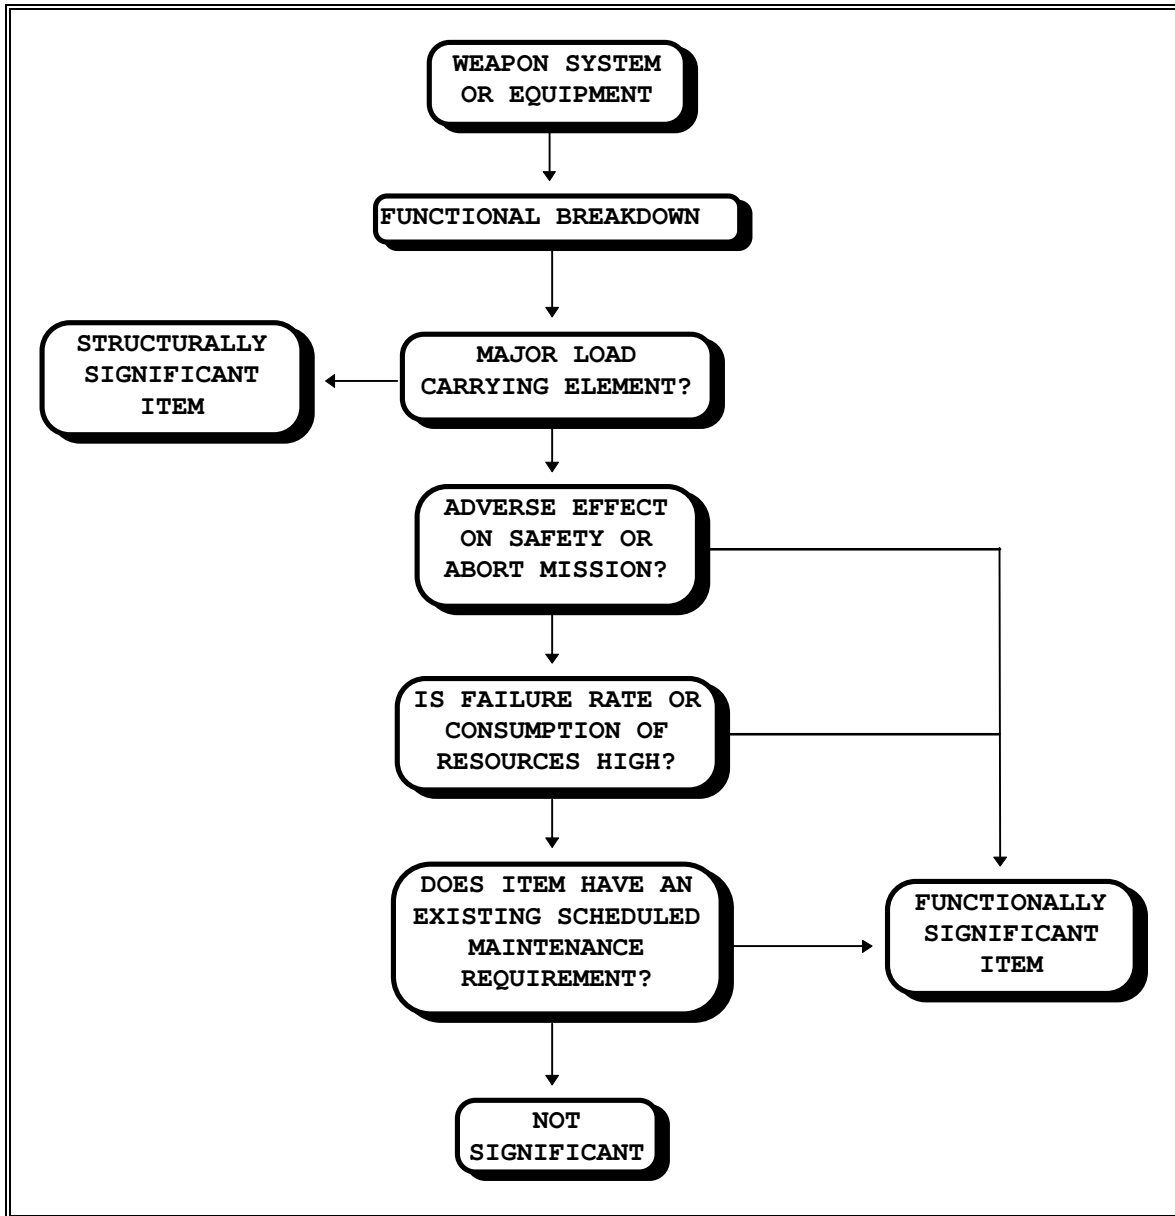 WEAPON SYSTEM
OR EQUIPMENT
FUNCTIONAL BREAKDOWN
STRUCTURALLY
SIGNIFICANT
ITEM
MAJOR LOAD
CARRYING ELEMENT?
ADVERSE EFFECT
ON SAFETY OR
ABORT MISSION?
IS FAILURE RATE OR
CONSUMPTION OF
RESOURCES HIGH?
DOES ITEM HAVE AN
EXISTING SCHEDULED
MAINTENANCE
REQUIREMENT?
FUNCTIONALLY
SIGNIFICANT
ITEM
NOT
SIGNIFICANT